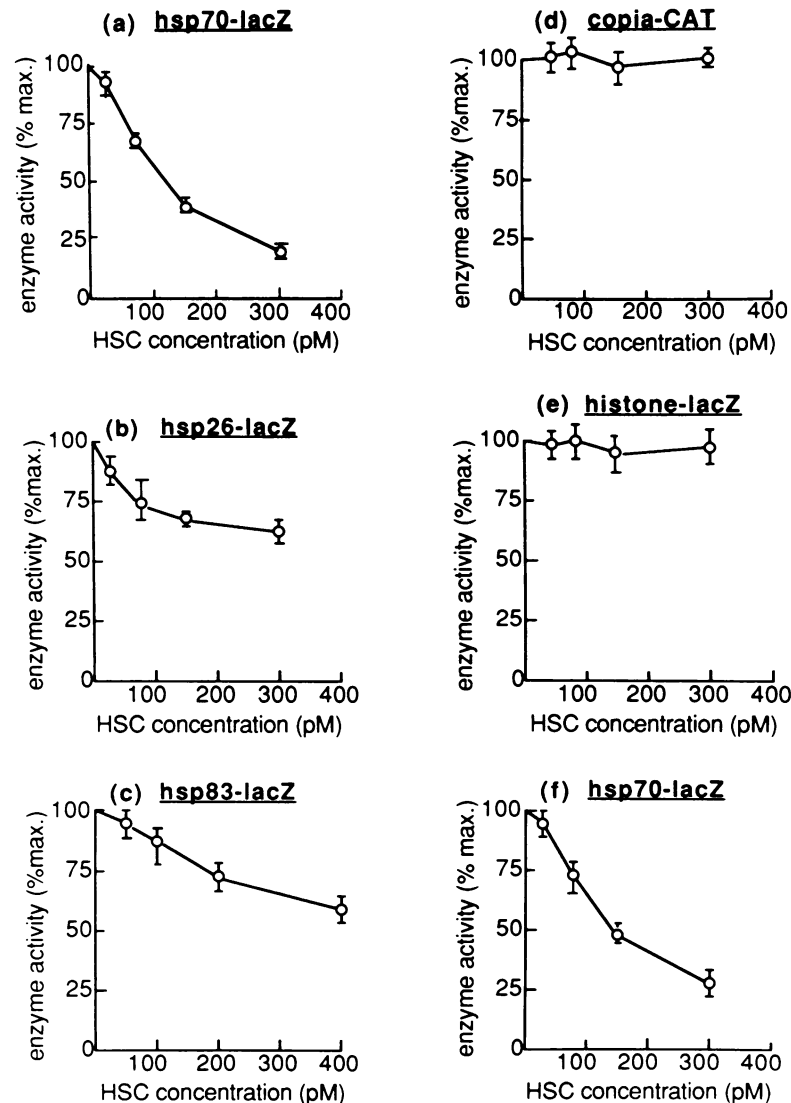 (a) hsp70-lacZ
enzyme activity (% max.)
100
75
50
25
0
100 200 300 400
HSC concentration (pM)
(b) hsp26-lacZ
enzyme activity (%max.)
100
75
50
25
0
100 200 300 400
HSC concentration (pM)
(c) hsp83-lacZ
enzyme activity (%max.)
100
75
50
25
0
100 200 300 400
HSC concentration (pM)
(d) copia-CAT
enzyme activity (%max.)
100
75
50
25
0
100 200 300 400
HSC concentration (pM)
(e) histone-lacZ
enzyme activity (%max.)
100
75
50
25
0
100 200 300 400
HSC concentration (pM)
(f) hsp70-lacZ
enzyme activity (% max.)
100
75
50
25
0
100 200 300 400
HSC concentration (pM)